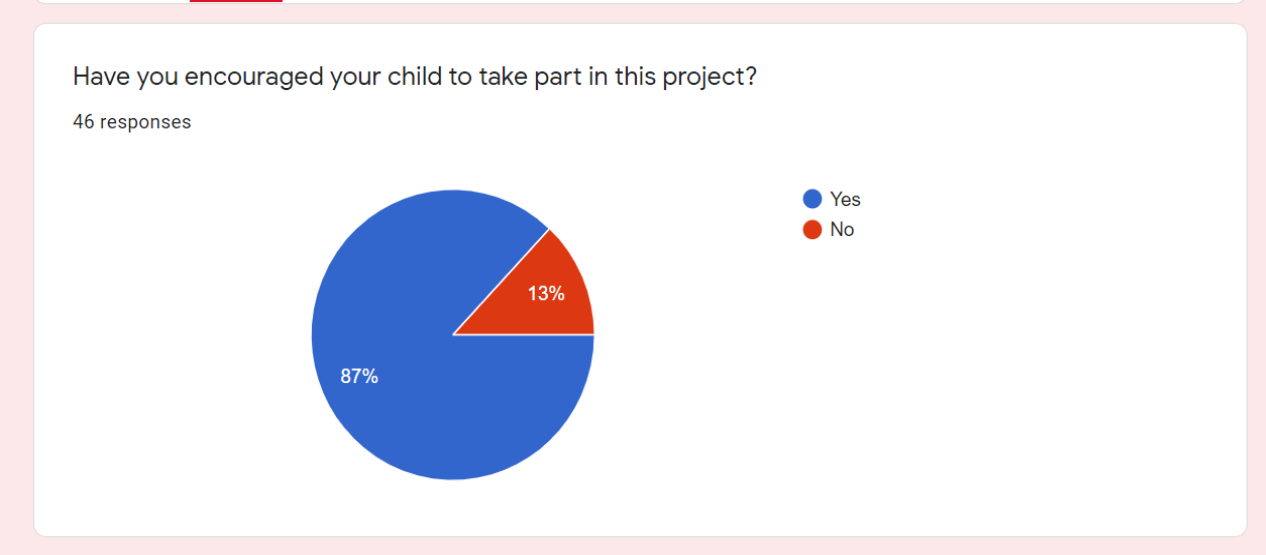 Have you encouraged your child to take part in this project?
46 responses
Yes
No
13%
87%